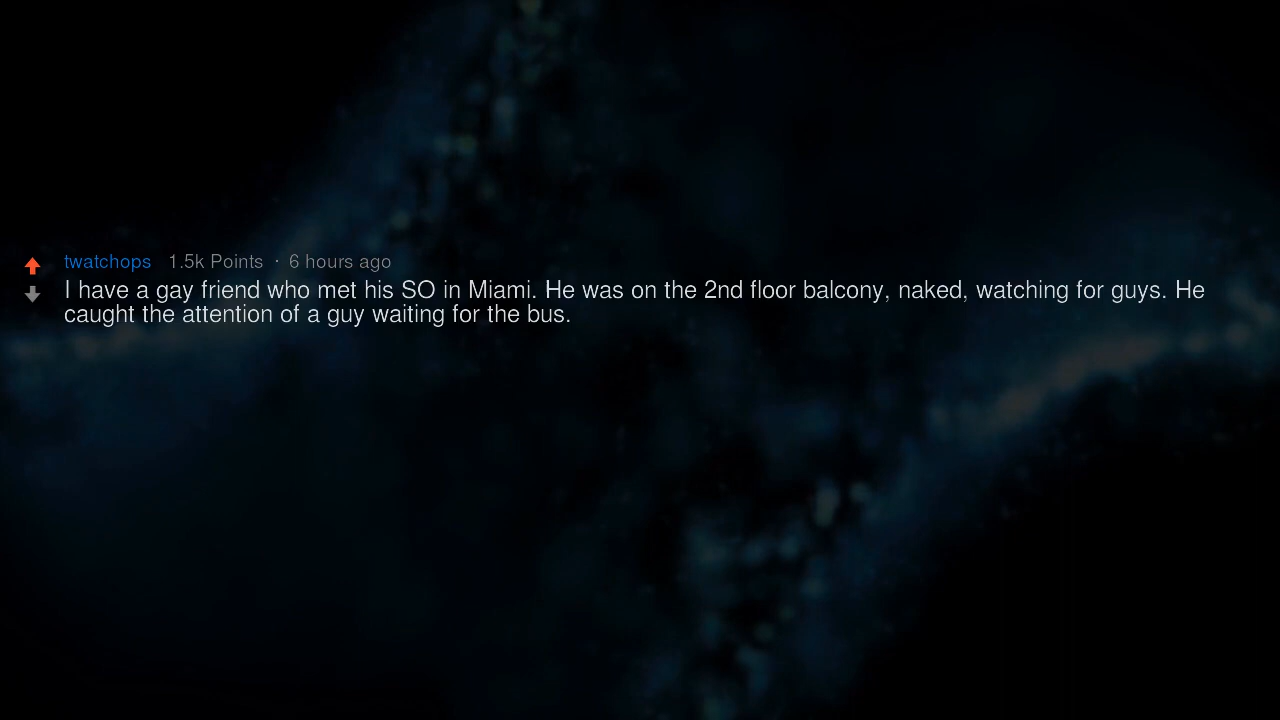 twatchops 1.5k Points · 6 hours ago
I have a gay friend who met his SO in Miami. He was on the 2nd floor balcony, naked, watching for guys. He
caught the attention of a guy waiting for the bus.